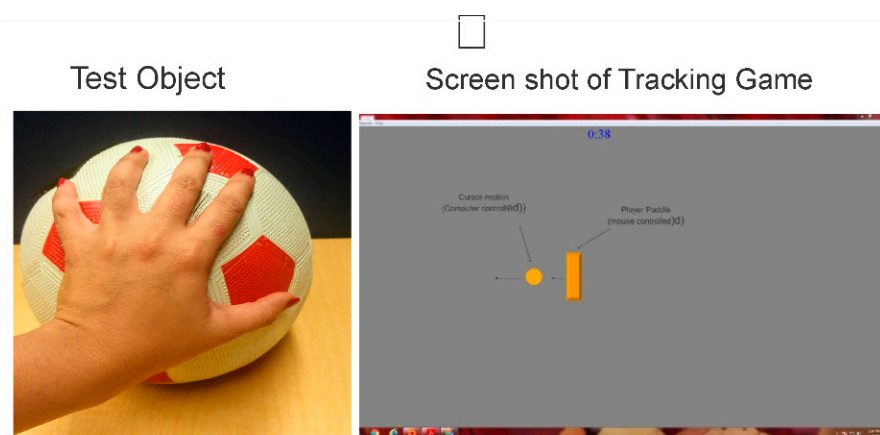 Test Object
Screen shot of Tracking Game
0:38
Cursor motion
(Computer controlled))
Player Paddle
(mouse controlled)d)